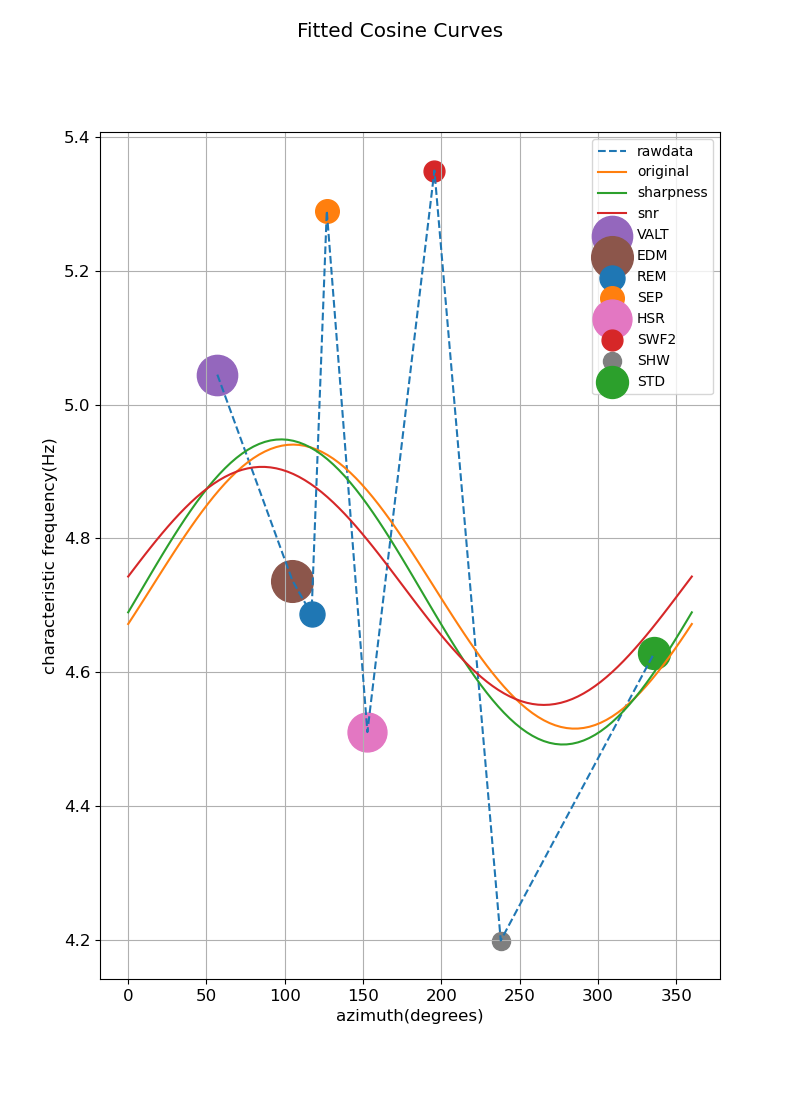 Fitted Cosine Curves
5.4
5.2
5.0
4.8
4.6
4.4
4.2
characteristic frequency(Hz)
rawdata
original
sharpness
snr
VALT
EDM
REM
SEP
HSR
SWF2
SHW
STD
0 50 100 150 200 250 300 350
azimuth(degrees)